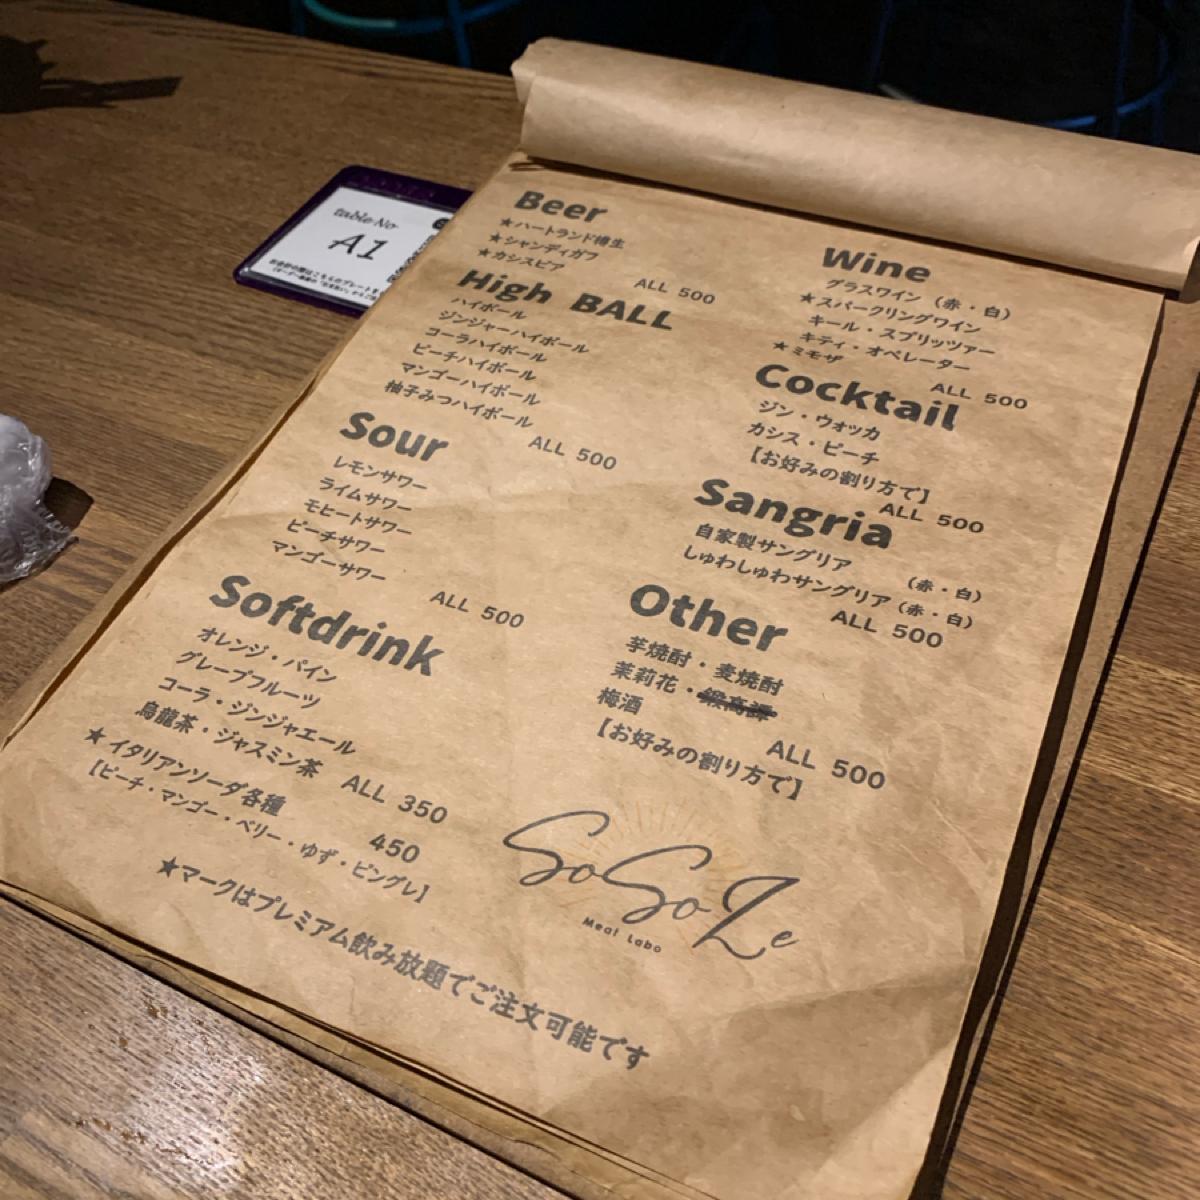 table No
A1
Beer
★ハートランド樽生
★シャンディガフ
★カシスビア
ALL 500
High BALL
ハイボール
ジンジャーハイボール
コーラハイボール
ピーチハイボール
マンゴーハイボール
柚子みつハイボール
ALL 500
Sour
レモンサワー
ライムサワー
モヒートサワー
ピーチサワー
マンゴーサワー
ALL 500
Softdrink
オレンジ・パイン
グレープフルーツ
コーラ・ジンジャエール
烏龍茶・ジャスミン茶
ALL 350
★イタリアンソーダ各種
450
【ピーチ・マンゴー・ベリー・ゆず・ピングレ】
Wine
グラスワイン（赤・白）
★スパークリングワイン
キール・スプリッツァー
キティ・オペレーター
★ミモザ
ALL 500
Cocktail
ジン・ウォッカ
カシス・ピーチ
【お好みの割り方で】
ALL 500
Sangria
自家製サングリア （赤・白）
しゅわしゅわサングリア（赤・白）
ALL 500
Other
芋焼酎・麦焼酎
茉莉花・鍛高譚
梅酒
ALL 500
【お好みの割り方で】
SoSoLe
Meal Labo
★マークはプレミアム飲み放題でご注文可能です